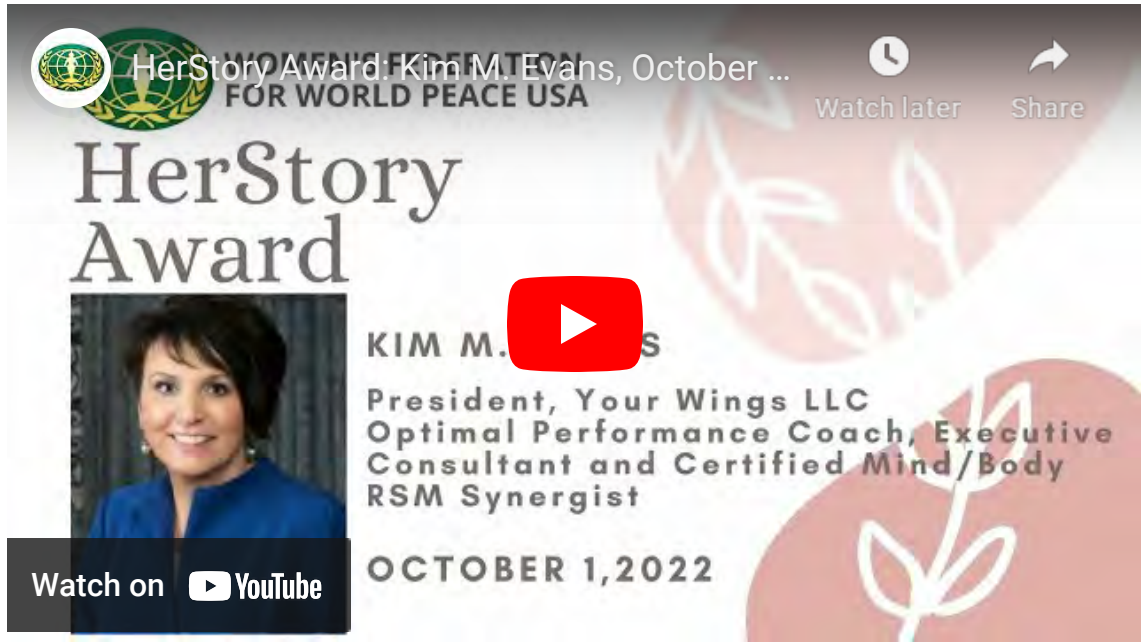 WOMEN'S FEDERATION
HerStory Award: Kim M. Evans, October ...
FOR WORLD PEACE USA
Watch later
Share
HerStory
Award
KIM M. S
President, Your Wings LLC
Optimal Performance Coach, Executive
Consultant and Certified Mind/Body
RSM Synergist
OCTOBER 1,2022
Watch on YouTube